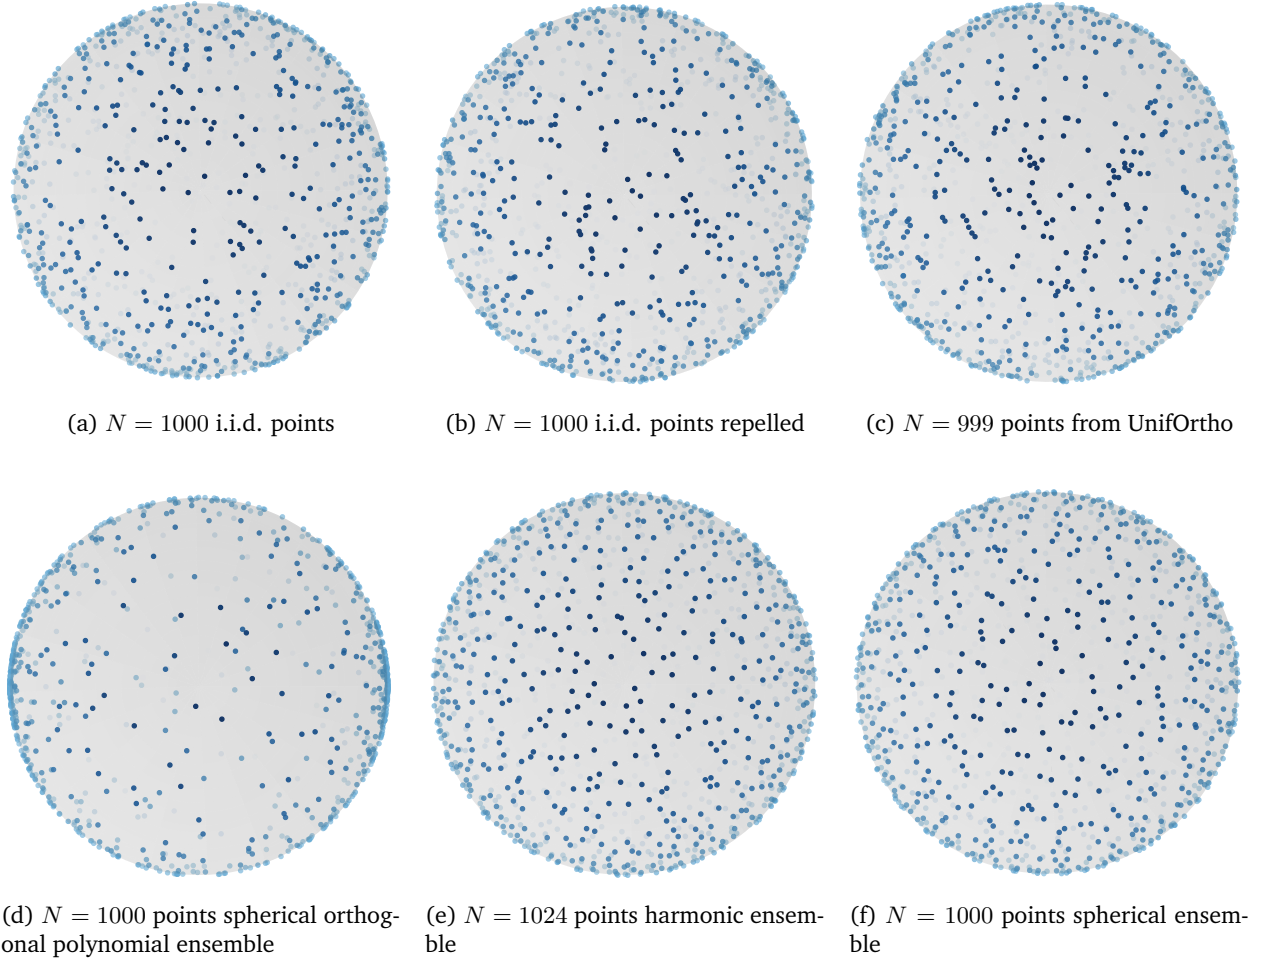 (a) N = 1000 i.i.d. points
(b) N = 1000 i.i.d. points repelled
(c) N = 999 points from UnifOrtho
(d) N = 1000 points spherical orthog-
onal polynomial ensemble
(e) N = 1024 points harmonic ensem-
ble
(f) N = 1000 points spherical ensem-
ble